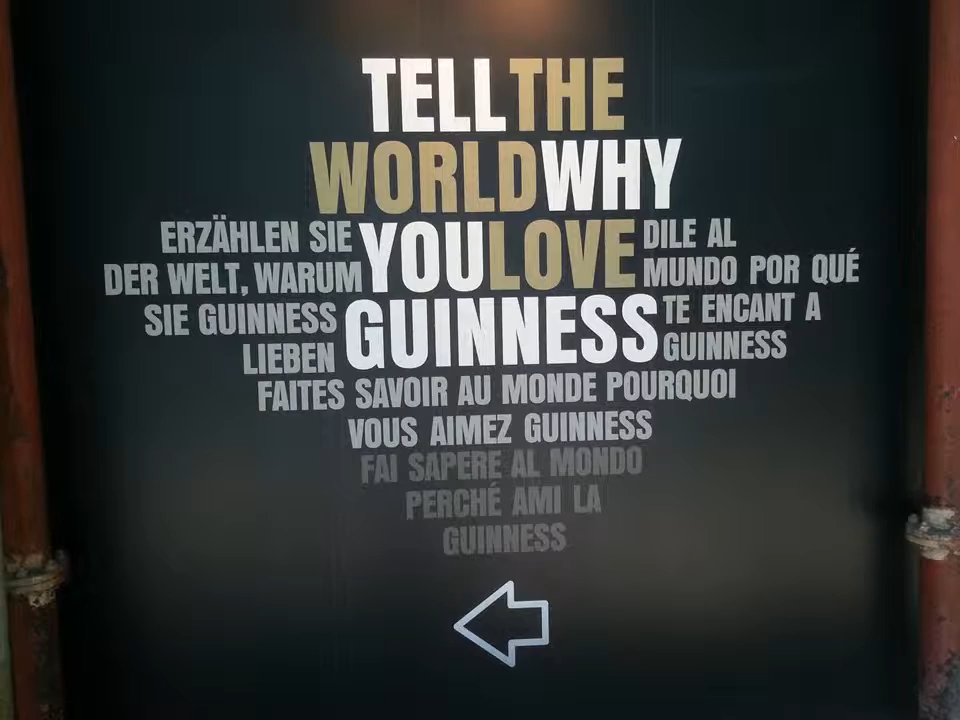 TELL THE
WORLD WHY
YOU LOVE
GUINNESS
ERZÄHLEN SIE
DER WELT, WARUM
SIE GUINNESS
LIEBEN
DILE AL
MUNDO POR QUÉ
TE ENCANT A
GUINNESS
FAITES SAVOIR AU MONDE POURQUOI
VOUS AIMEZ GUINNESS
FAI SAPERE AL MONDO
PERCHÉ AMI LA
GUINNESS